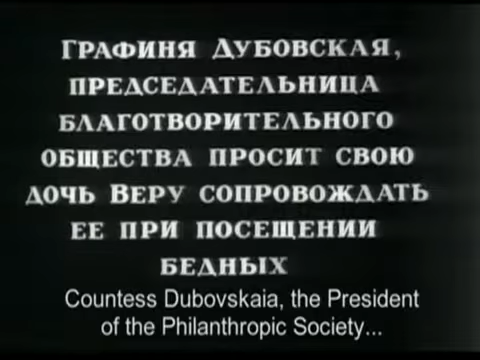 Графиня Дубовская,
председательница
благотворительного
общества просит свою
дочь Веру сопровождать
ее при посещении
бедных
Countess Dubovskaia, the President
of the Philanthropic Society...